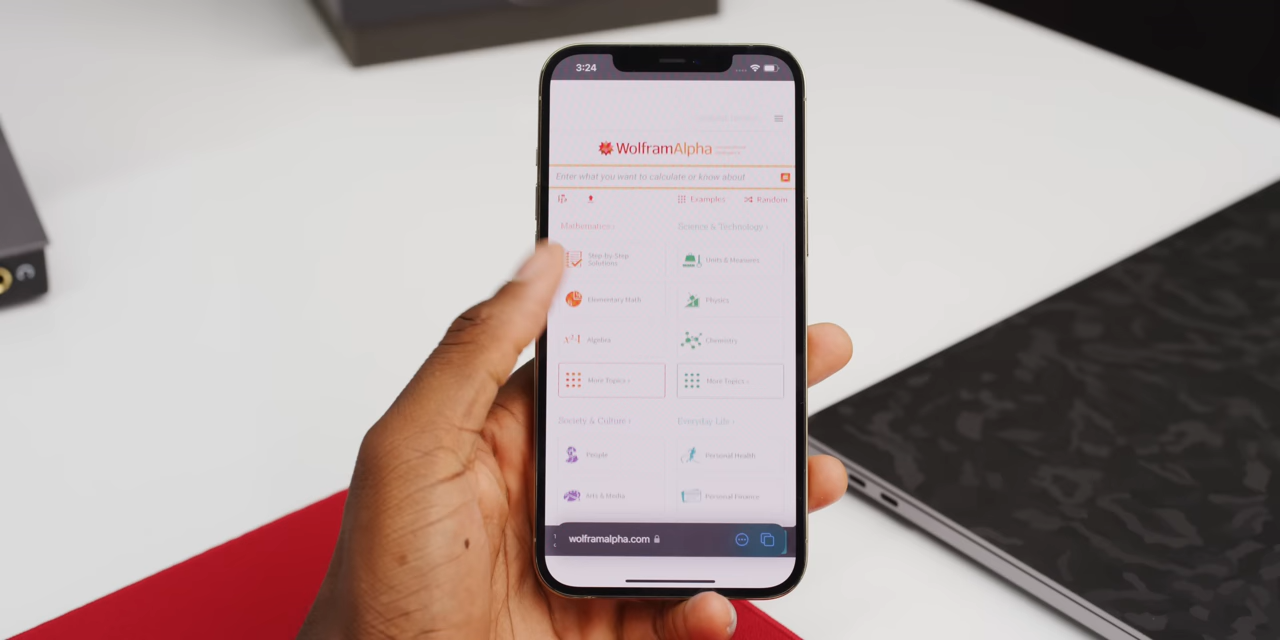 3:24
WolframAlpha
Enter what you want to calculate or know about
Examples
Random
Mathematics ›
Science & Technology ›
Step-by-Step Solutions
Units & Measures
Elementary Math
Physics
Algebra
Chemistry
More Topics ›
More Topics ›
Society & Culture ›
Everyday Life ›
People
Personal Health
Arts & Media
Personal Finance
wolframalpha.com